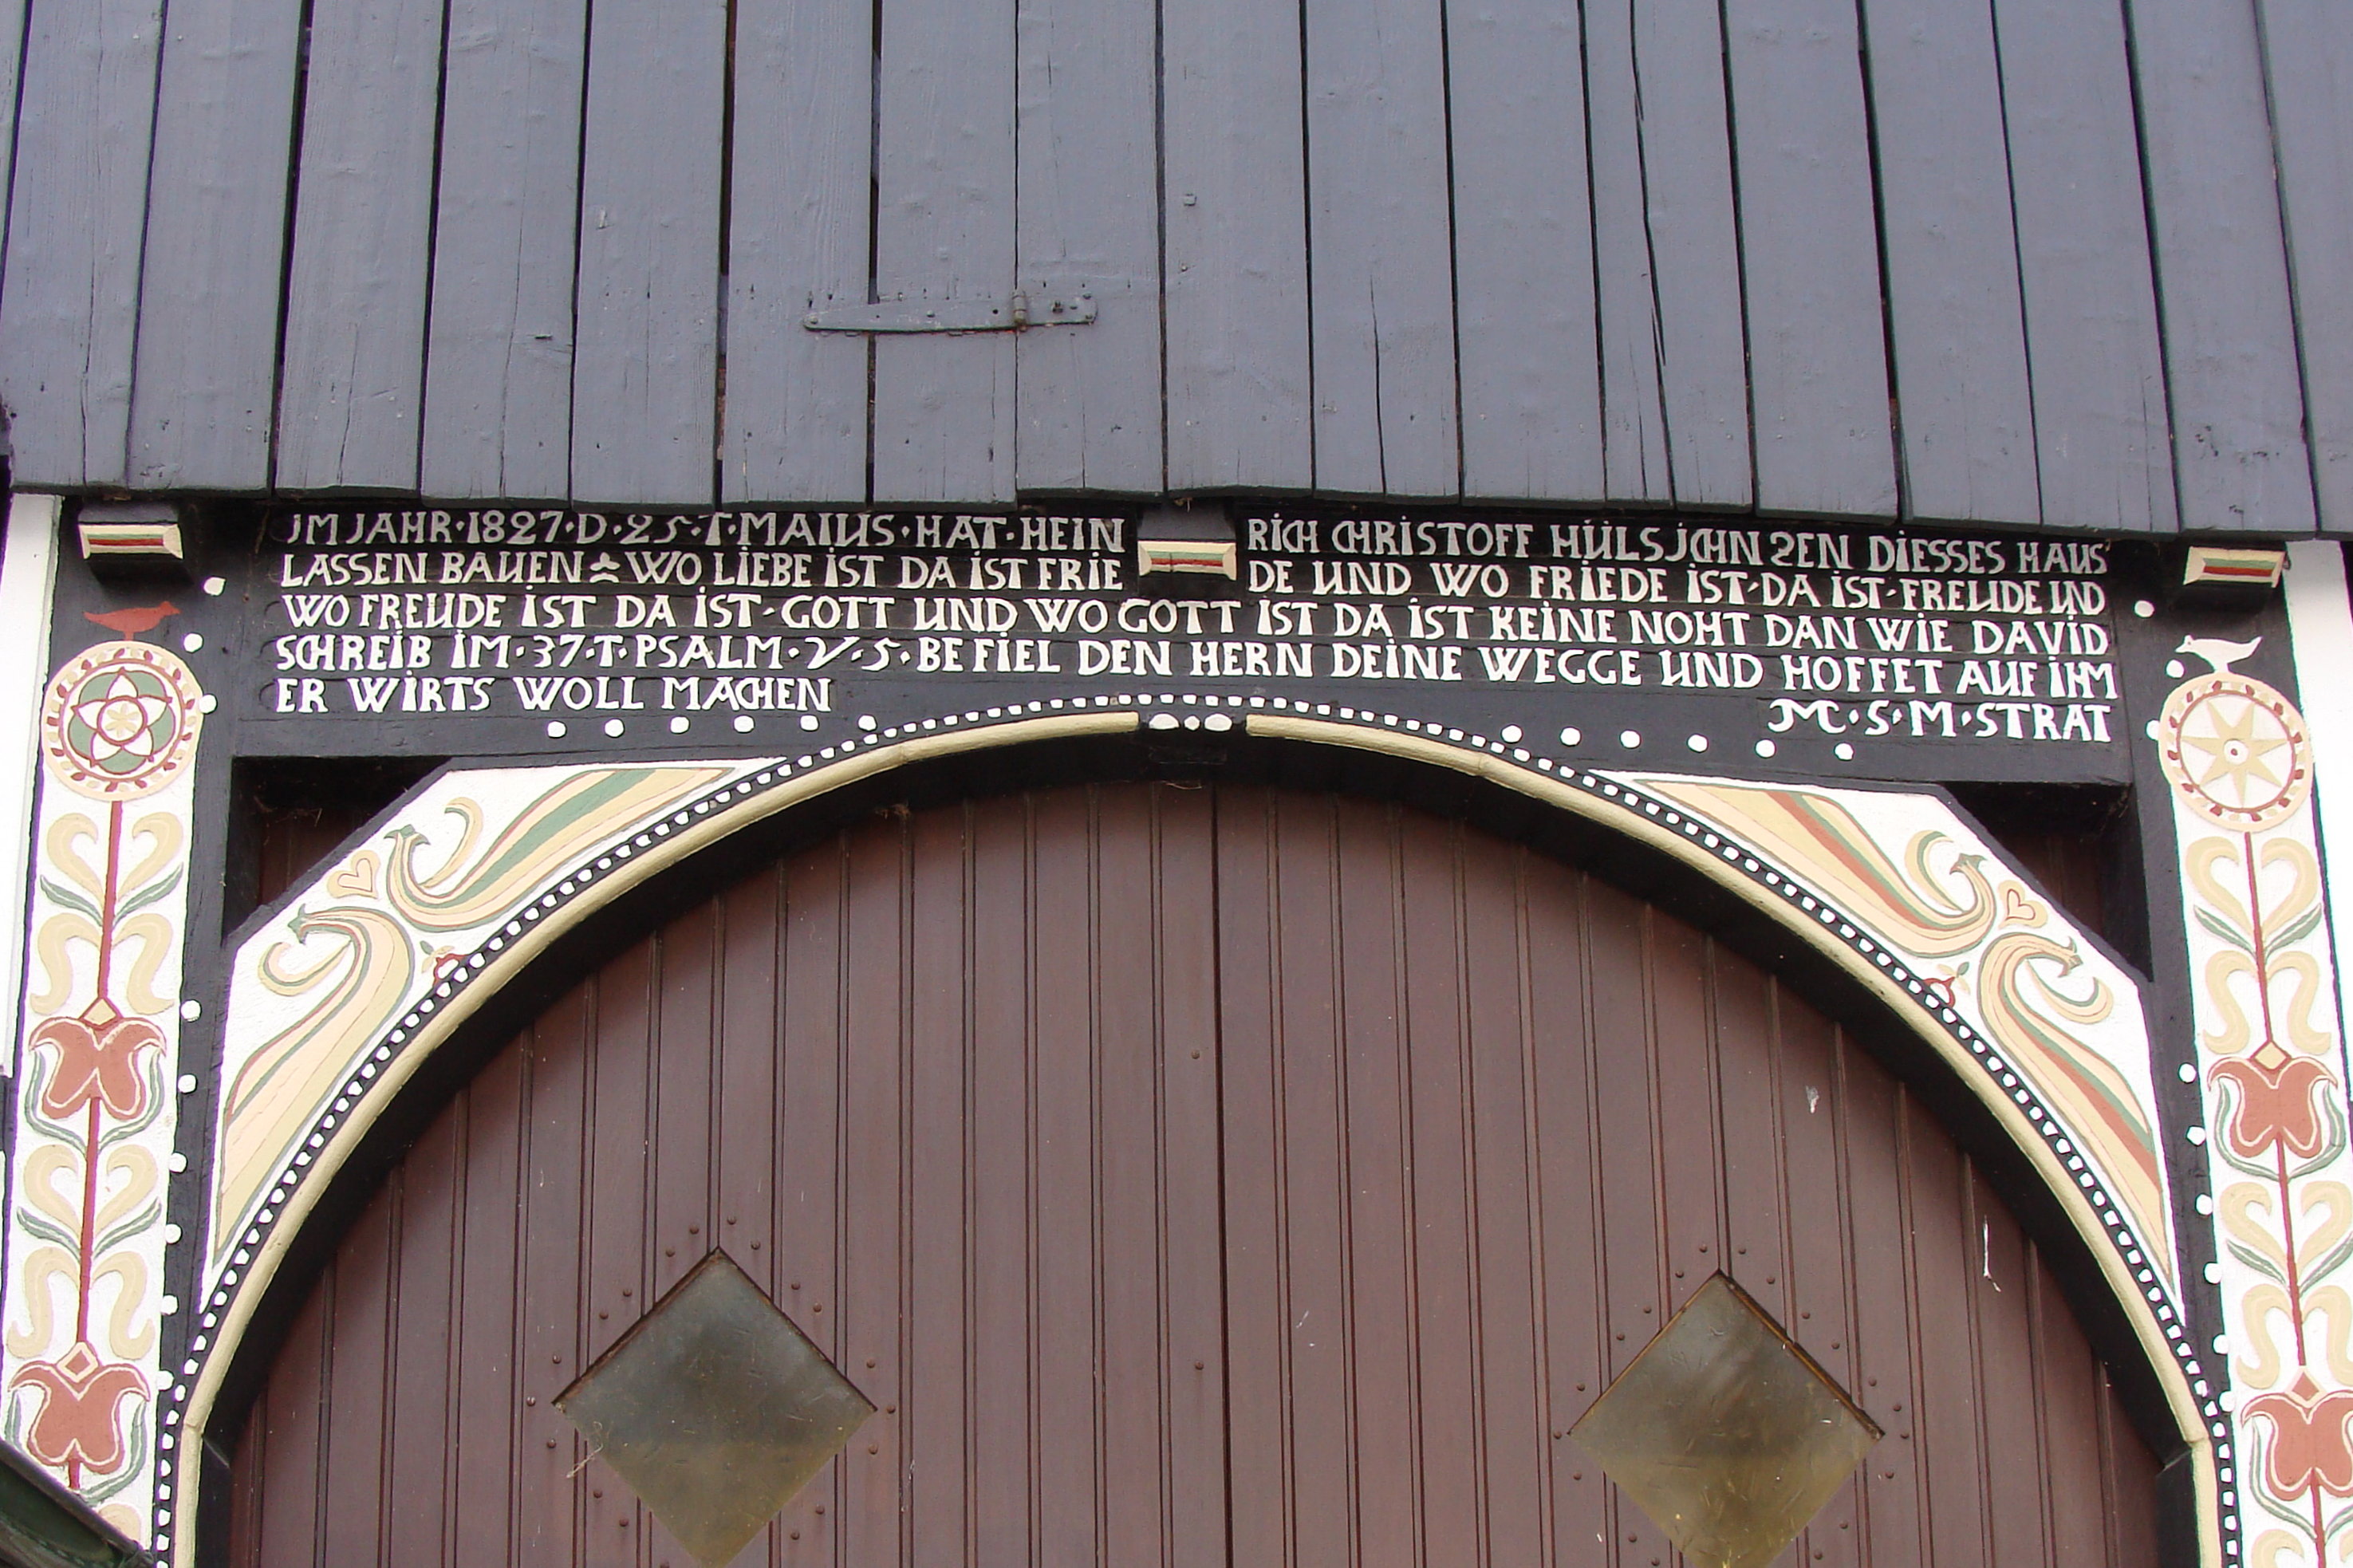 IM JAHR·1827·D·25·T·MAIUS·HAT·HEIN RICH CHRISTOFF HÜLSICHN SEN DIESSES HAUS
LASSEN BAUEN WO LIEBE IST DA IST FRIE DE UND WO FRIEDE IST·DA IST·FREUDE UND
WO FREUDE IST DA IST·GOTT UND WO GOTT IST DA IST KEINE NOHT DAN WIE DAVID
SCHREIB IM·37·T·PSALM·V·5·BEFIEL DEN HERN DEINE WEGGE UND HOFFET AUF IHM
ER WIRTS WOLL MACHEN
MC·S·M·STRAT